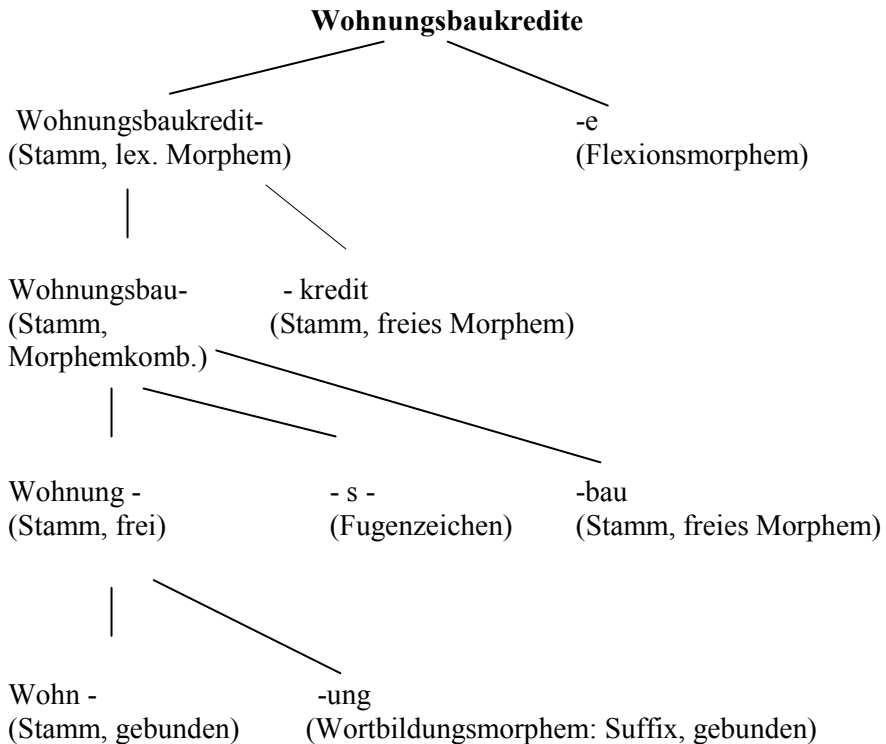 Wohnungsbaukredite
Wohnungsbaukredit- -e
(Stamm, lex. Morphem) (Flexionsmorphem)
Wohnungsbau- - kredit
(Stamm, (Stamm, freies Morphem)
Morphemkomb.)
Wohnung - - s - -bau
(Stamm, frei) (Fugenzeichen) (Stamm, freies Morphem)
Wohn - -ung
(Stamm, gebunden) (Wortbildungsmorphem: Suffix, gebunden)